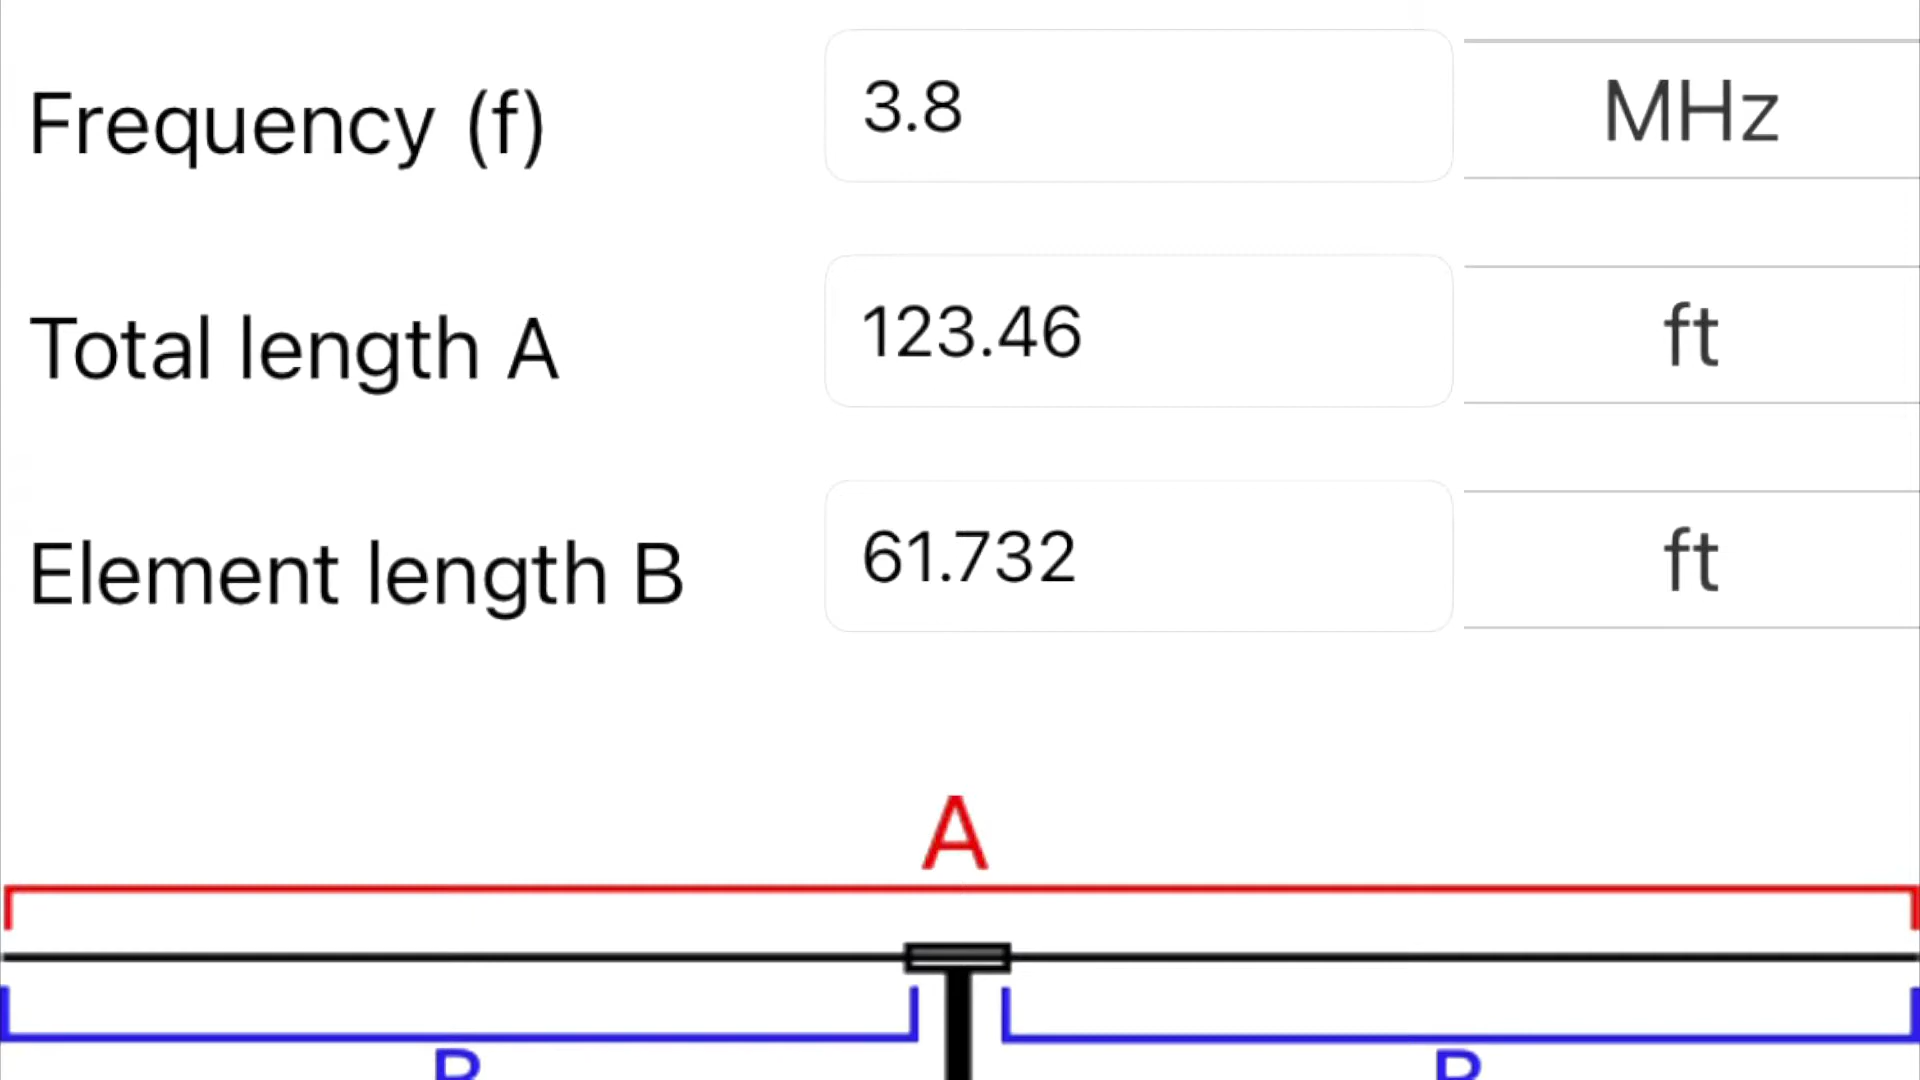 Frequency (f) 3.8 MHz
Total length A 123.46 ft
Element length B 61.732 ft
A
B B